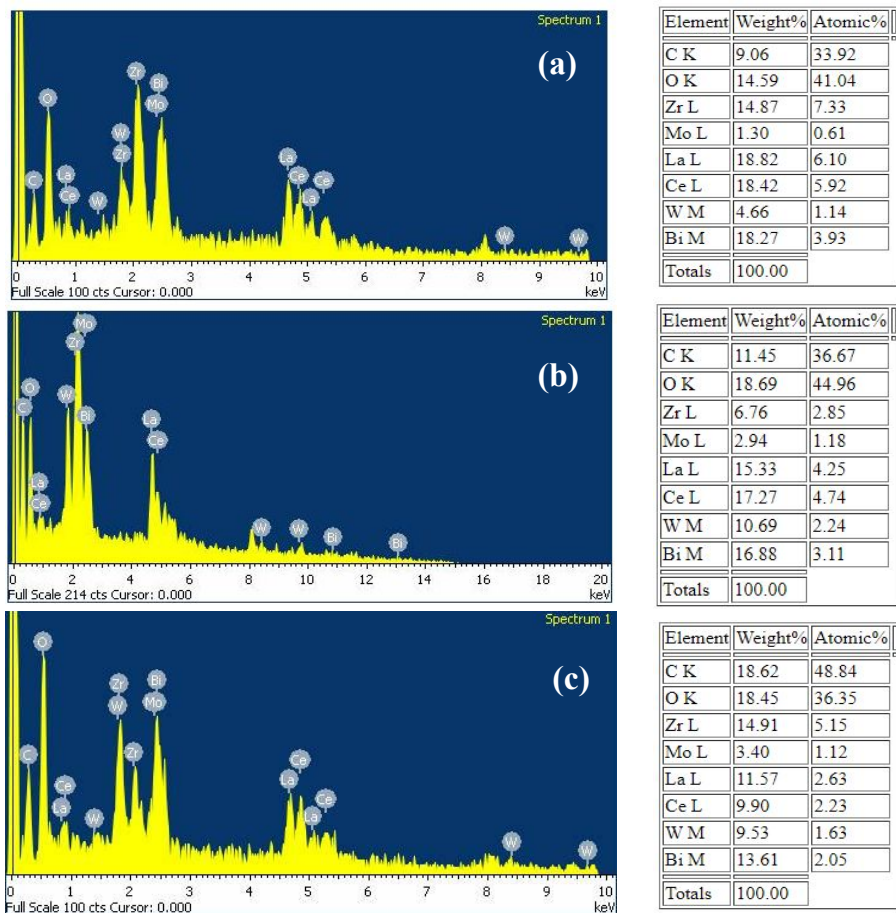 Spectrum 1
(a)
O
C
La
Ce
W
W
Zr
Zr
Bi
Mo
La
Ce
La
Ce
W
W
0 1 2 3 4 5 6 7 8 9 10
Full Scale 100 cts Cursor: 0.000 keV
Element Weight% Atomic%
C K 9.06 33.92
O K 14.59 41.04
Zr L 14.87 7.33
Mo L 1.30 0.61
La L 18.82 6.10
Ce L 18.42 5.92
W M 4.66 1.14
Bi M 18.27 3.93
Totals 100.00
Spectrum 1
(b)
Mo
Zr
O
C
W
Bi
La
Ce
La
Ce
W
W
Bi
Bi
0 2 4 6 8 10 12 14 16 18 20
Full Scale 214 cts Cursor: 0.000 keV
Element Weight% Atomic%
C K 11.45 36.67
O K 18.69 44.96
Zr L 6.76 2.85
Mo L 2.94 1.18
La L 15.33 4.25
Ce L 17.27 4.74
W M 10.69 2.24
Bi M 16.88 3.11
Totals 100.00
Spectrum 1
(c)
O
C
Ce
La
W
Zr
W
Zr
Bi
Mo
La
Ce
La
Ce
W
W
0 1 2 3 4 5 6 7 8 9 10
Full Scale 100 cts Cursor: 0.000 keV
Element Weight% Atomic%
C K 18.62 48.84
O K 18.45 36.35
Zr L 14.91 5.15
Mo L 3.40 1.12
La L 11.57 2.63
Ce L 9.90 2.23
W M 9.53 1.63
Bi M 13.61 2.05
Totals 100.00